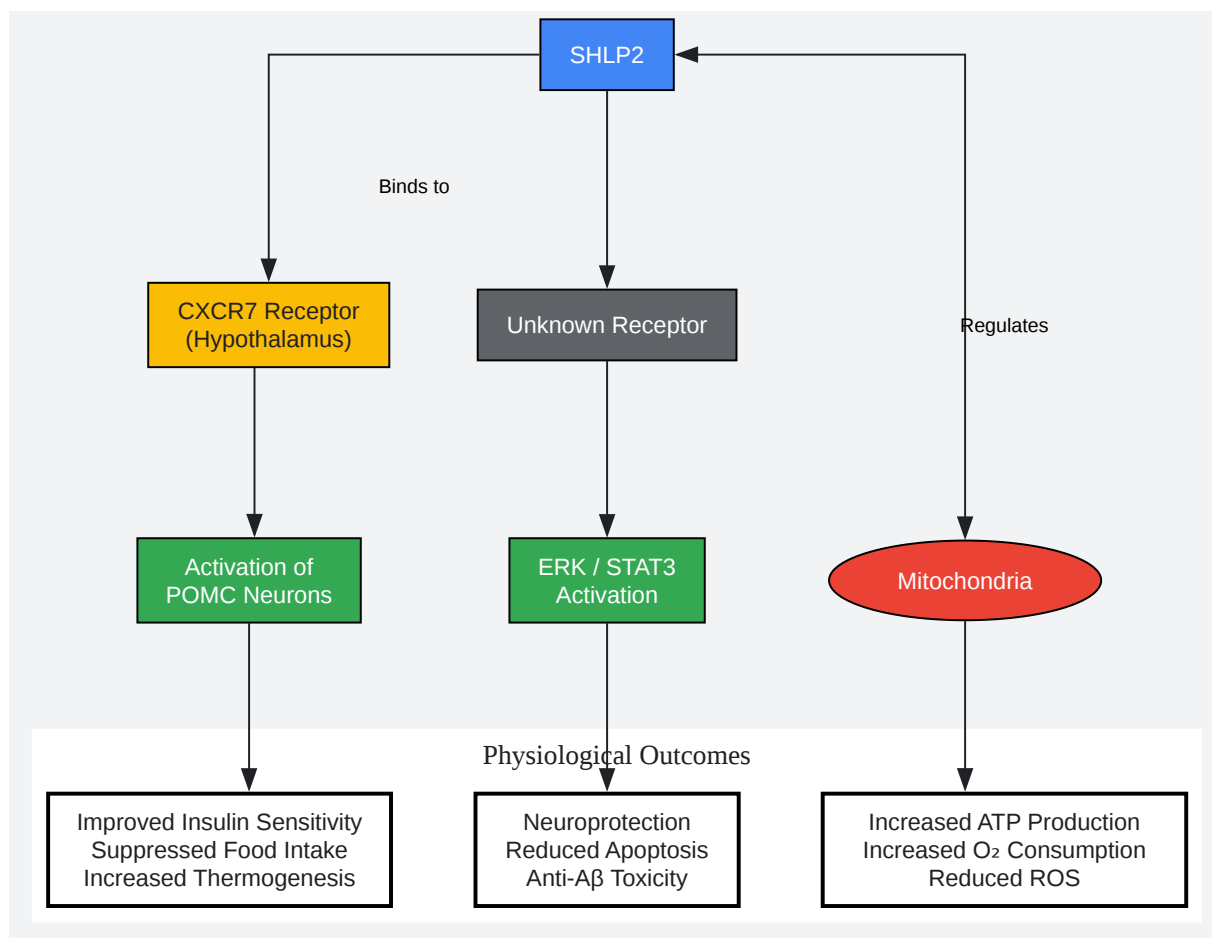 SHLP2
Binds to
CXCR7 Receptor
(Hypothalamus)
Unknown Receptor
Regulates
Activation of
POMC Neurons
ERK / STAT3
Activation
Mitochondria
Physiological Outcomes
Improved Insulin Sensitivity
Suppressed Food Intake
Increased Thermogenesis
Neuroprotection
Reduced Apoptosis
Anti-Aβ Toxicity
Increased ATP Production
Increased O₂ Consumption
Reduced ROS